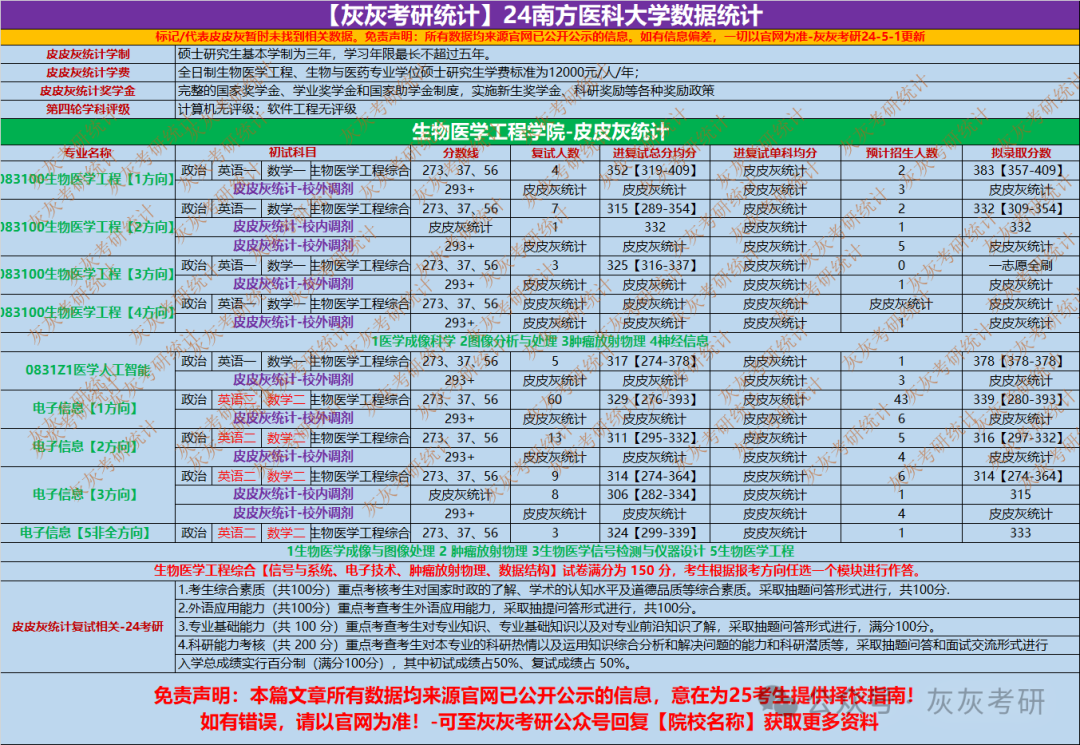 【灰灰考研统计】24南方医科大学数据统计
标记/代表皮皮灰暂时未找到相关数据。免责声明：所有数据均来源官网已公开公示的信息。如有信息偏差，一切以官网为准-灰灰考研24-5-1更新
皮皮灰统计学制 硕士研究生基本学制为三年，学习年限最长不超过五年。
皮皮灰统计学费 全日制生物医学工程、生物与医药专业学位硕士研究生学费标准为12000元/人/年；
皮皮灰统计奖学金 完整的国家奖学金、学业奖学金和国家助学金制度，实施新生奖学金、科研奖励等各种奖励政策
第四轮学科评级 计算机无评级；软件工程无评级
生物医学工程学院-皮皮灰统计
专业名称 初试科目 分数线 复试人数 进复试总分均分 进复试单科均分 预计招生人数 拟录取分数
083100生物医学工程【1方向】 政治 英语一 数学一 生物医学工程综合 273、37、56 4 352【319-409】 皮皮灰统计 2 383【357-409】
皮皮灰统计-校外调剂 293+ 皮皮灰统计 皮皮灰统计 皮皮灰统计 3 皮皮灰统计
083100生物医学工程【2方向】 政治 英语一 数学一 生物医学工程综合 273、37、56 7 315【289-354】 皮皮灰统计 2 332【309-354】
皮皮灰统计-校内调剂 皮皮灰统计 1 332 皮皮灰统计 1 332
皮皮灰统计-校外调剂 293+ 皮皮灰统计 皮皮灰统计 皮皮灰统计 5 皮皮灰统计
083100生物医学工程【3方向】 政治 英语一 数学一 生物医学工程综合 273、37、56 3 325【316-337】 皮皮灰统计 0 一志愿全刷
皮皮灰统计-校外调剂 293+ 皮皮灰统计 皮皮灰统计 皮皮灰统计 1 皮皮灰统计
083100生物医学工程【4方向】 政治 英语一 数学一 生物医学工程综合 273、37、56 皮皮灰统计 皮皮灰统计 皮皮灰统计 皮皮灰统计 皮皮灰统计
皮皮灰统计-校外调剂 293+ 皮皮灰统计 皮皮灰统计 皮皮灰统计 1 皮皮灰统计
1医学成像科学 2图像分析与处理 3肿瘤放射物理 4神经信息
0831Z1医学人工智能 政治 英语一 数学一 生物医学工程综合 273、37、56 5 317【274-378】 皮皮灰统计 1 378【378-378】
皮皮灰统计-校外调剂 293+ 皮皮灰统计 皮皮灰统计 皮皮灰统计 3 皮皮灰统计
电子信息【1方向】 政治 英语二 数学二 生物医学工程综合 273、37、56 60 329【276-393】 皮皮灰统计 43 339【280-393】
皮皮灰统计-校外调剂 293+ 皮皮灰统计 皮皮灰统计 皮皮灰统计 6 皮皮灰统计
电子信息【2方向】 政治 英语二 数学二 生物医学工程综合 273、37、56 13 311【295-332】 皮皮灰统计 5 316【297-332】
皮皮灰统计-校外调剂 293+ 皮皮灰统计 皮皮灰统计 皮皮灰统计 4 皮皮灰统计
电子信息【3方向】 政治 英语二 数学二 生物医学工程综合 273、37、56 9 314【274-364】 皮皮灰统计 6 314【274-364】
皮皮灰统计-校内调剂 皮皮灰统计 8 306【282-334】 皮皮灰统计 1 315
皮皮灰统计-校外调剂 293+ 皮皮灰统计 皮皮灰统计 皮皮灰统计 4 皮皮灰统计
电子信息【5非全方向】 政治 英语二 数学二 生物医学工程综合 273、37、56 3 324【299-339】 皮皮灰统计 1 333
1生物医学成像与图像处理 2 肿瘤放射物理 3生物医学信号检测与仪器设计 5生物医学工程
生物医学工程综合【信号与系统、电子技术、肿瘤放射物理、数据结构】试卷满分为 150 分，考生根据报考方向任选一个模块进行作答。
皮皮灰统计复试相关-24考研
1.考生综合素质（共100分）重点考核考生对国家时政的了解、学术的认知水平及道德品质等综合素质。采取抽题问答形式进行，共100分.
2.外语应用能力（共100分）重点考查考生外语应用能力，采取抽提问答形式进行，共100分。
3.专业基础能力（共 100 分）重点考查考生对专业知识、专业基础知识以及对专业前沿知识了解，采取抽题问答形式进行，满分100分。
4.科研能力考核（共 200 分）重点考查考生对本专业的科研热情以及运用知识综合分析和解决问题的能力和科研潜质等，采取抽题问答和面试交流形式进行
入学总成绩实行百分制（满分100分），其中初试成绩占50%、复试成绩占 50%。
免责声明：本篇文章所有数据均来源官网已公开公示的信息，意在为25考生提供择校指南！
如有错误，请以官网为准！-可至灰灰考研公众号回复【院校名称】获取更多资料
公众号 · 灰灰考研